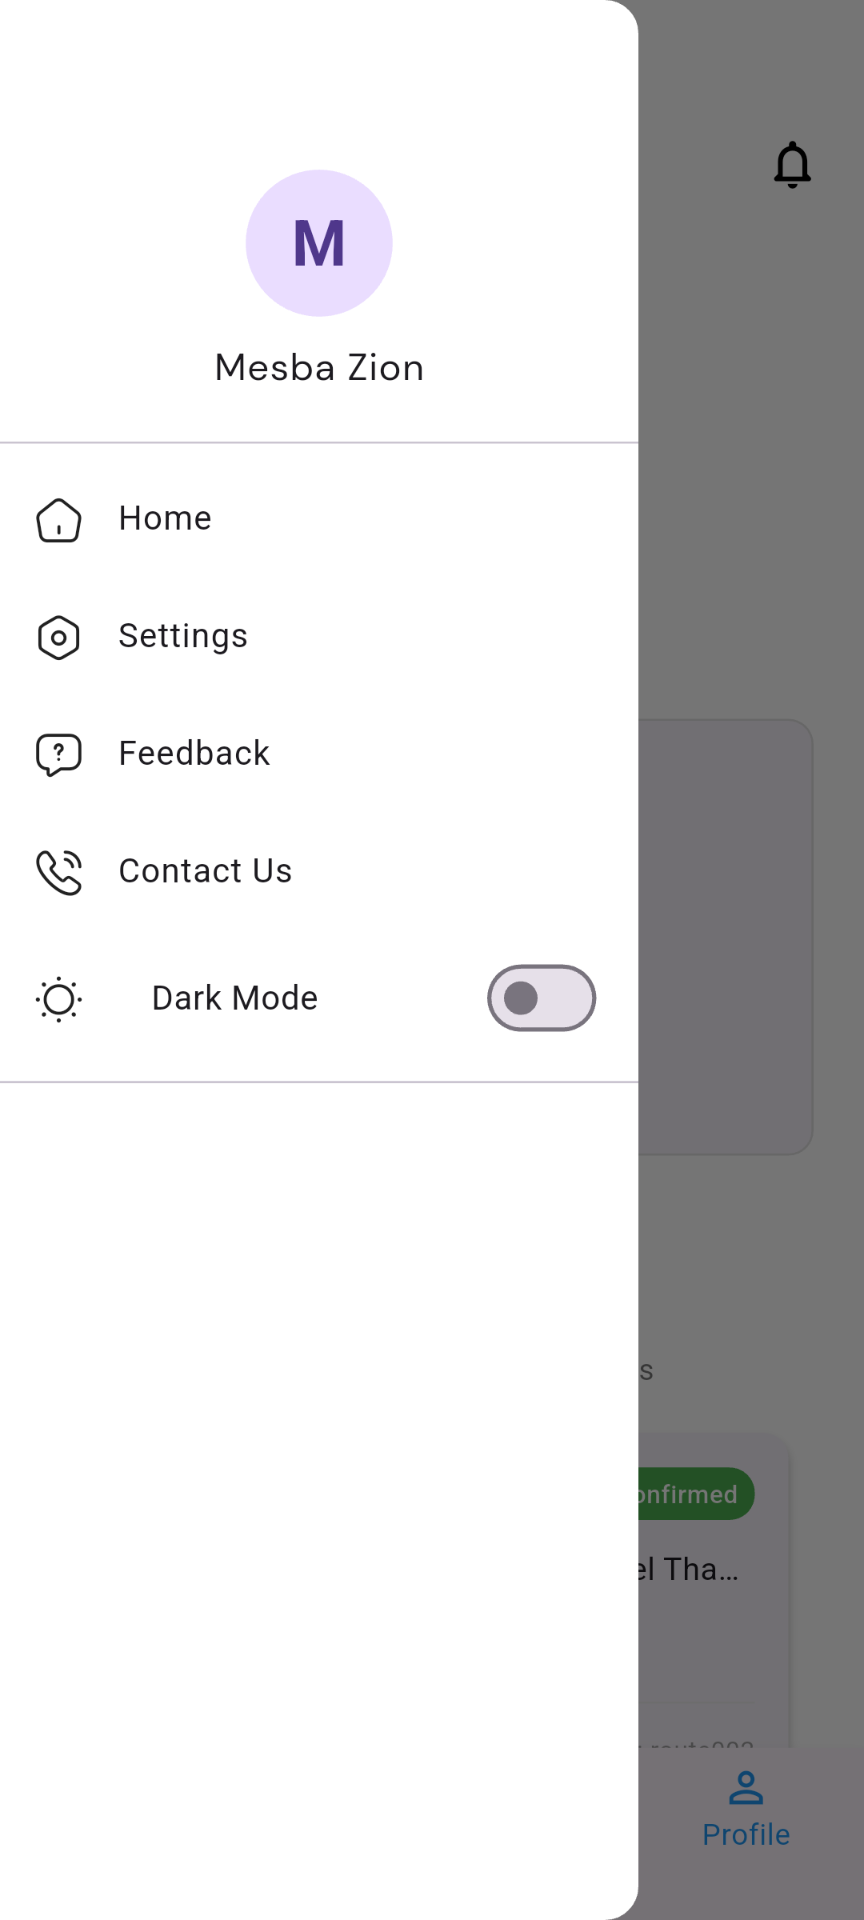 M
Mesba Zion
Home
Settings
Feedback
Contact Us
Dark Mode
s
onfirmed
el Tha...
Profile